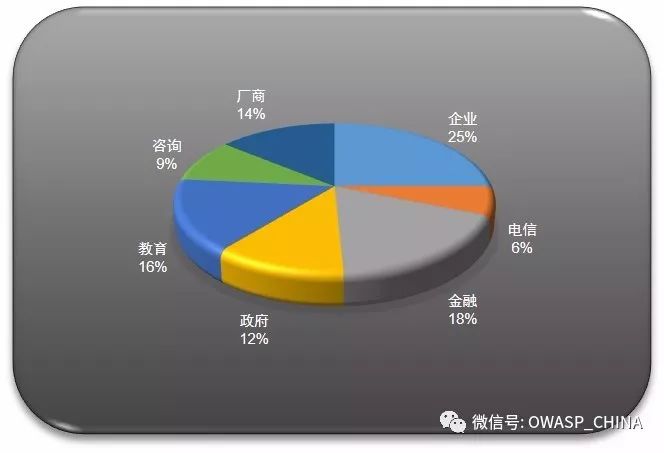 厂商
14%
企业
25%
咨询
9%
电信
6%
教育
16%
金融
18%
政府
12%
微信号: OWASP_CHINA